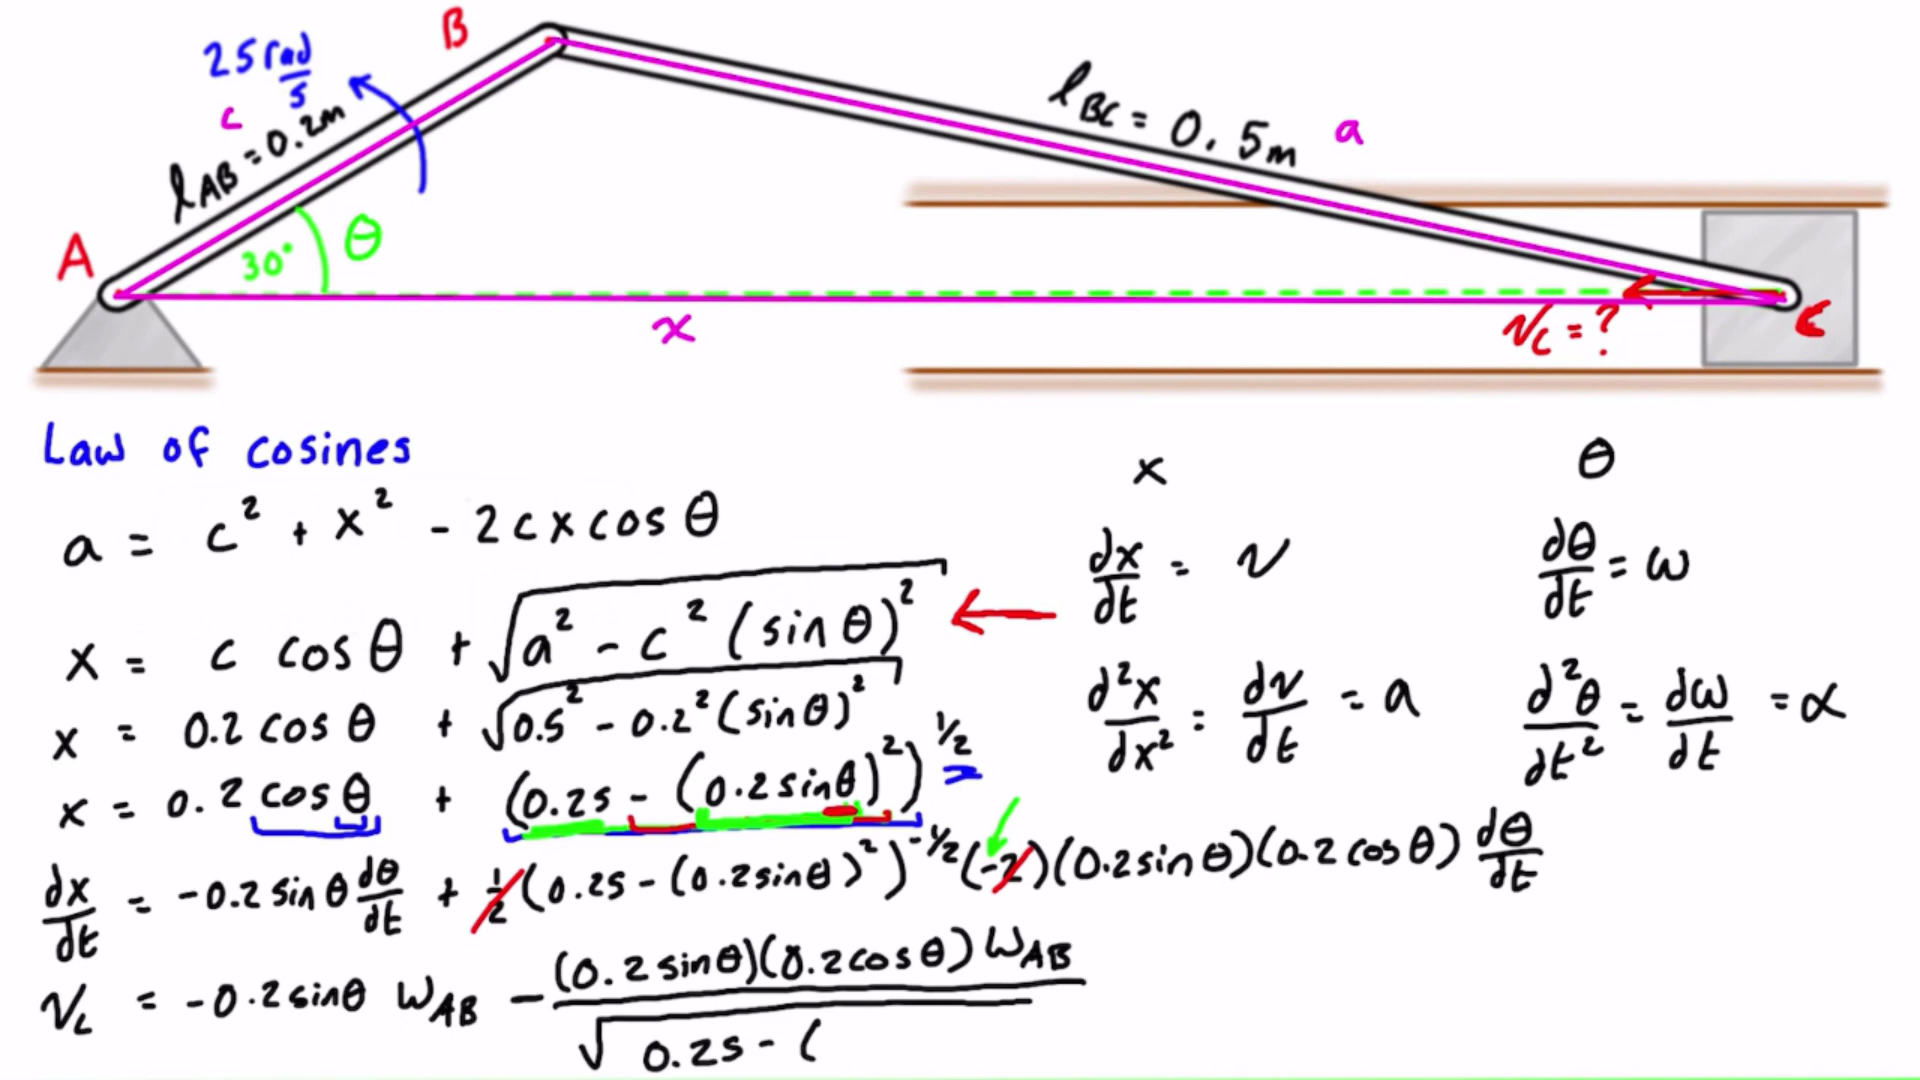 B
25 rad/s
c
l_AB = 0.2m
l_BC = 0.5m
a
A
30° θ
x
v_C = ?
C
Law of cosines
a = c² + x² - 2cx cos θ
x = c cos θ + √(a² - c² (sin θ)²)
x = 0.2 cos θ + √(0.5² - 0.2² (sin θ)²)
x = 0.2 cos θ + (0.25 - (0.2 sin θ)²)^1/2
dx/dt = -0.2 sin θ dθ/dt + 1/2 (0.25 - (0.2 sin θ)²)^-1/2 (-2)(0.2 sin θ)(0.2 cos θ) dθ/dt
v_C = -0.2 sin θ ω_AB - (0.2 sin θ)(0.2 cos θ) ω_AB / √(0.25 - (
x
dx/dt = v
d²x/dx² = dv/dt = a
θ
dθ/dt = ω
d²θ/dt² = dω/dt = α